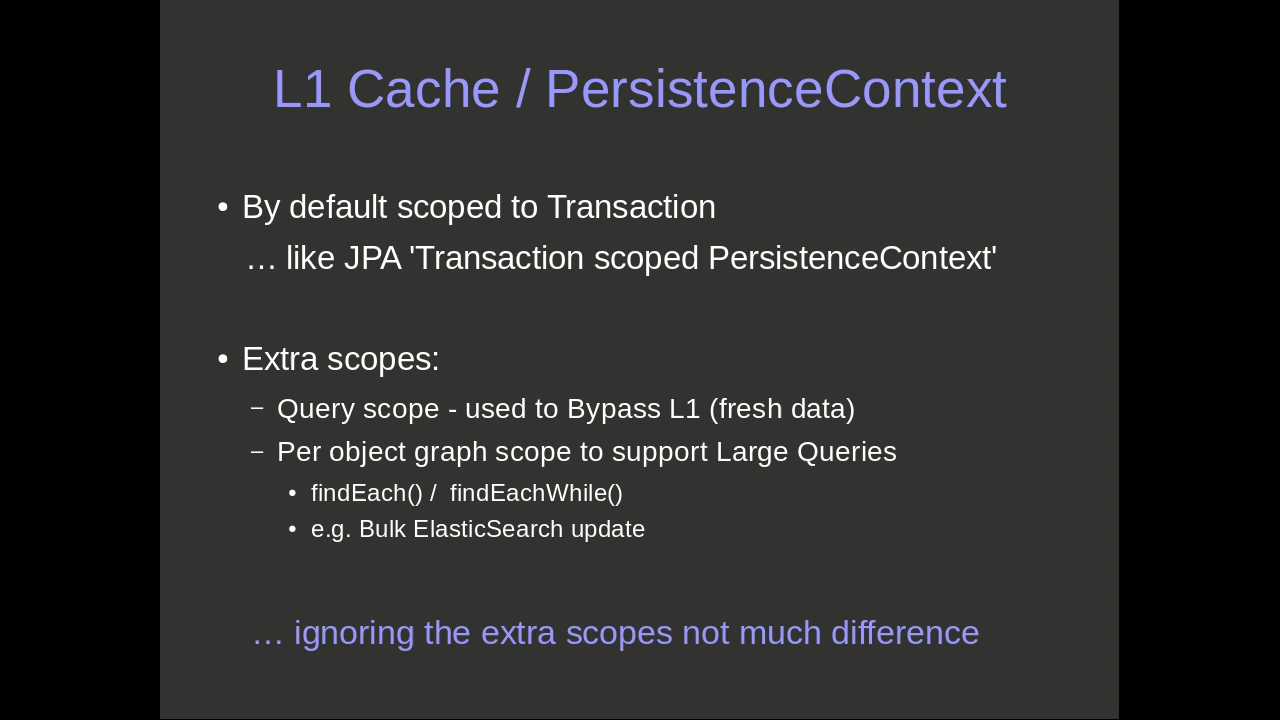 L1 Cache / PersistenceContext
• By default scoped to Transaction
… like JPA 'Transaction scoped PersistenceContext'
• Extra scopes:
– Query scope - used to Bypass L1 (fresh data)
– Per object graph scope to support Large Queries
• findEach() /  findEachWhile()
• e.g. Bulk ElasticSearch update
… ignoring the extra scopes not much difference